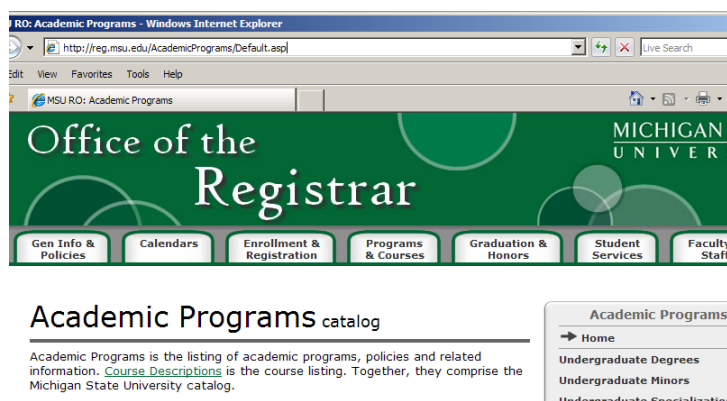 RO: Academic Programs - Windows Internet Explorer
http://reg.msu.edu/AcademicPrograms/Default.asp
Live Search
Edit View Favorites Tools Help
MSU RO: Academic Programs
Office of the
Registrar
MICHIGAN
UNIVER
Gen Info &
Policies
Calendars
Enrollment &
Registration
Programs
& Courses
Graduation &
Honors
Student
Services
Faculty
Staff
Academic Programs catalog
Academic Programs is the listing of academic programs, policies and related
information. Course Descriptions is the course listing. Together, they comprise the
Michigan State University catalog.
Academic Programs
Home
Undergraduate Degrees
Undergraduate Minors
Undergraduate Specializatio